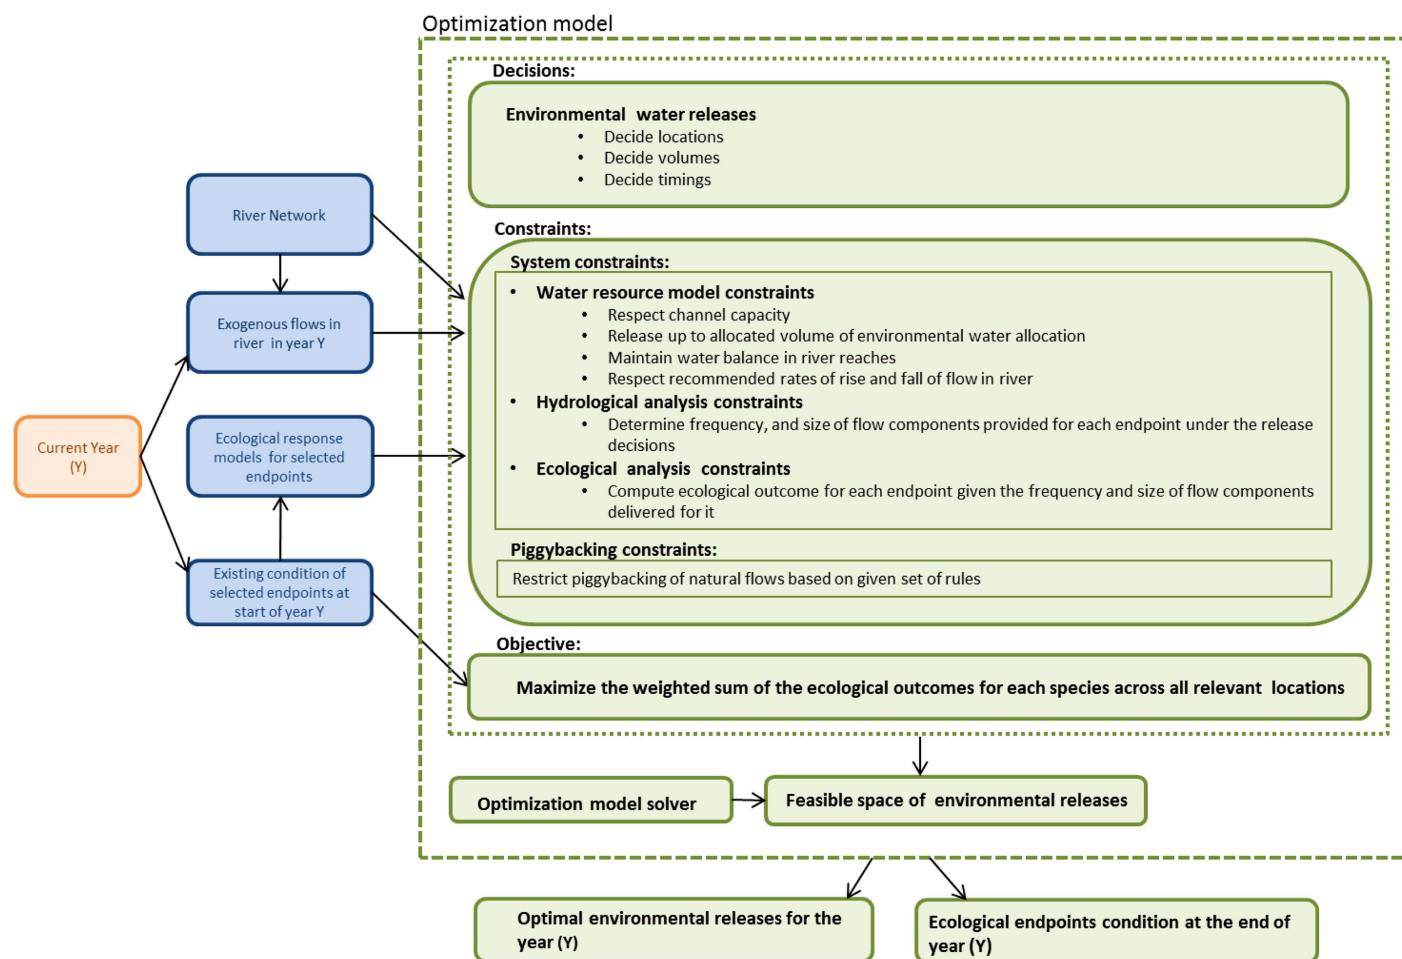 Optimization model
Decisions:
Environmental water releases
• Decide locations
• Decide volumes
• Decide timings
River Network
Constraints:
System constraints:
• Water resource model constraints
• Respect channel capacity
• Release up to allocated volume of environmental water allocation
• Maintain water balance in river reaches
• Respect recommended rates of rise and fall of flow in river
Exogenous flows in
river in year Y
• Hydrological analysis constraints
• Determine frequency, and size of flow components provided for each endpoint under the release
decisions
Current Year
(Y)
Ecological response
models for selected
endpoints
• Ecological analysis constraints
• Compute ecological outcome for each endpoint given the frequency and size of flow components
delivered for it
Piggybacking constraints:
Restrict piggybacking of natural flows based on given set of rules
Existing condition of
selected endpoints at
start of year Y
Objective:
Maximize the weighted sum of the ecological outcomes for each species across all relevant locations
Optimization model solver
Feasible space of environmental releases
Optimal environmental releases for the
year (Y)
Ecological endpoints condition at the end of
year (Y)